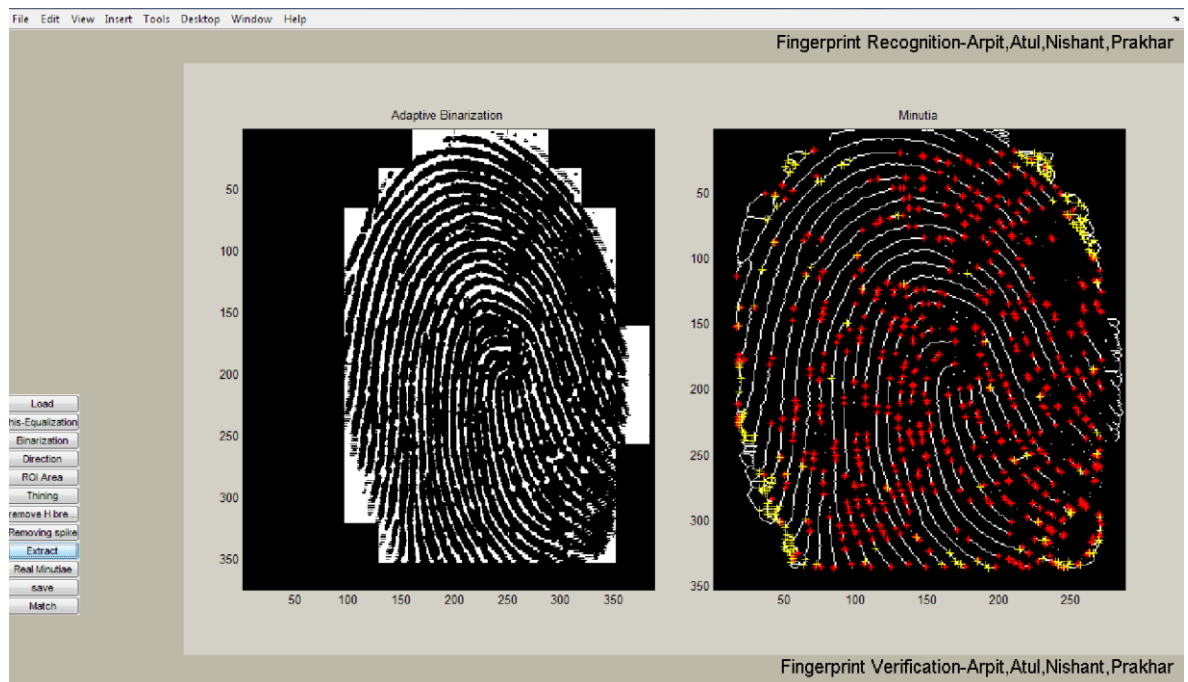 File Edit View Insert Tools Desktop Window Help
Fingerprint Recognition-Arpit,Atul,Nishant,Prakhar
Adaptive Binarization
50
100
150
200
250
300
350
50 100 150 200 250 300 350
Minutia
50
100
150
200
250
300
350
50 100 150 200 250
Load
his-Equalization
Binarization
Direction
ROI Area
Thining
remove H bre...
Removing spike
Extract
Real Minutiae
save
Match
Fingerprint Verification-Arpit,Atul,Nishant,Prakhar